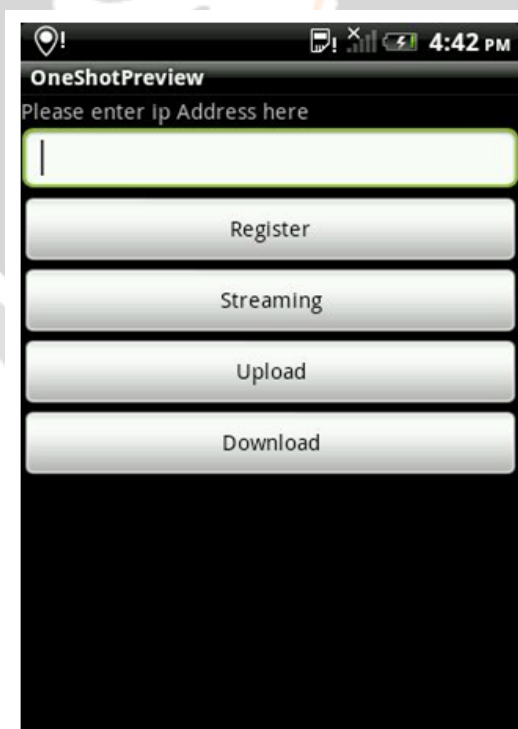 4:42 PM
OneShotPreview
Please enter ip Address here
Register
Streaming
Upload
Download